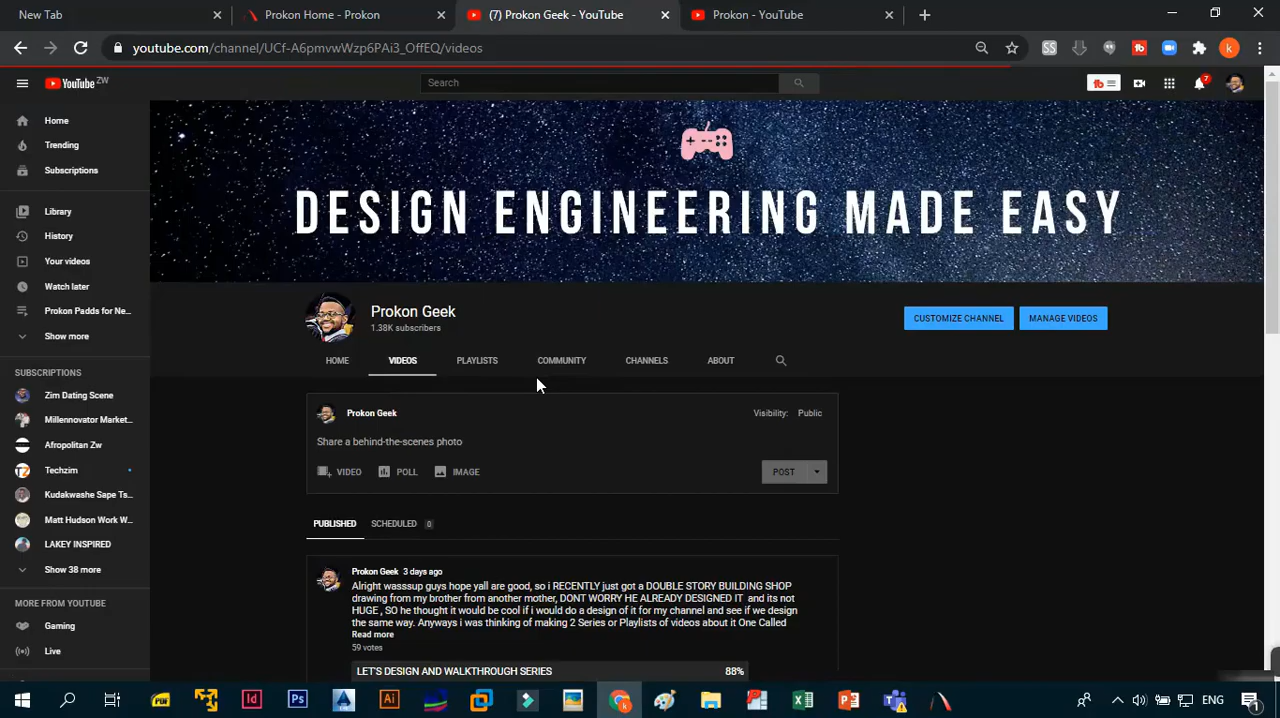 New Tab
Prokon Home - Prokon
(7) Prokon Geek - YouTube
Prokon - YouTube
youtube.com/channel/UCf-A6pmvwWzp6PAi3_OffEQ/videos
YouTube ZW
Search
7
Home
Trending
Subscriptions
Library
History
Your videos
Watch later
Prokon Padds for Ne...
Show more
SUBSCRIPTIONS
Zim Dating Scene
Millennovator Market...
Afropolitan Zw
Techzim
Kudakwashe Sape Ts...
Matt Hudson Work W...
LAKEY INSPIRED
Show 38 more
MORE FROM YOUTUBE
Gaming
Live
DESIGN ENGINEERING MADE EASY
Prokon Geek
1.38K subscribers
CUSTOMIZE CHANNEL
MANAGE VIDEOS
HOME
VIDEOS
PLAYLISTS
COMMUNITY
CHANNELS
ABOUT
Prokon Geek
Visibility: Public
Share a behind-the-scenes photo
VIDEO
POLL
IMAGE
POST
PUBLISHED
SCHEDULED 0
Prokon Geek 3 days ago
Alright wasssup guys hope yall are good, so i RECENTLY just got a DOUBLE STORY BUILDING SHOP
drawing from my brother from another mother, DONT WORRY HE ALREADY DESIGNED IT and its not
HUGE , SO he thought it would be cool if i would do a design of it for my channel and see if we design
the same way. Anyways i was thinking of making 2 Series or Playlists of videos about it One Called
Read more
59 votes
LET'S DESIGN AND WALKTHROUGH SERIES 88%
PDF
Id
Ps
Ai
ENG
1